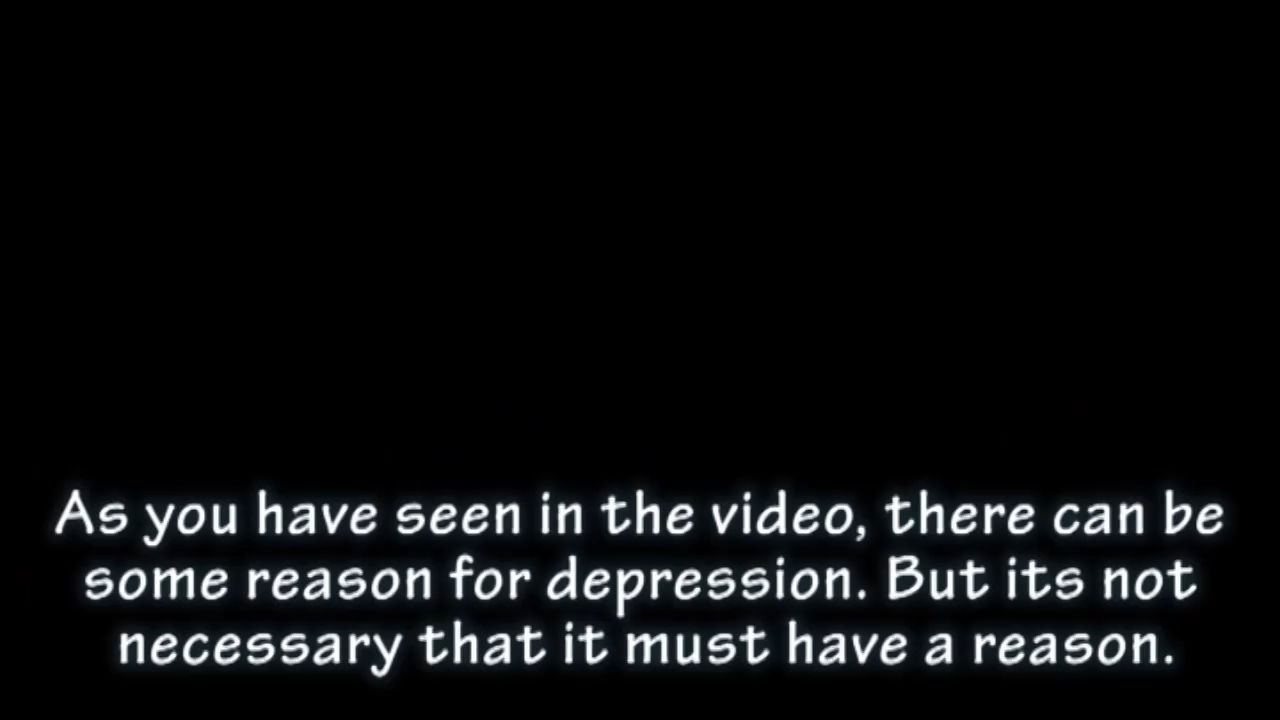 As you have seen in the video, there can be
some reason for depression. But its not
necessary that it must have a reason.